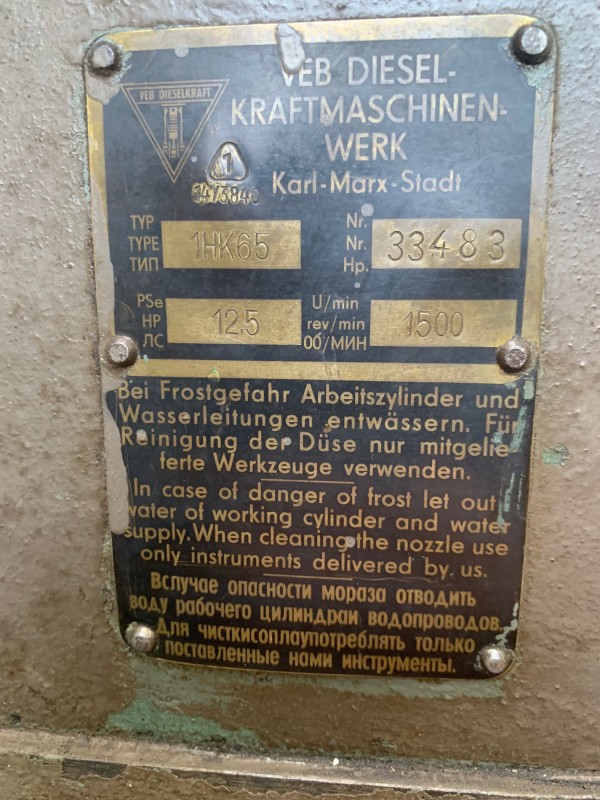 VEB DIESELKRAFT
VEB DIESEL-
KRAFTMASCHINEN-
WERK
Karl-Marx-Stadt
1
TYP
TYPE
ТИП
1HK65
Nr.
Nr.
Hp.
33483
PSe
HP
ЛС
12,5
U/min
rev/min
ОО/МИН
1500
Bei Frostgefahr Arbeitszylinder und
Wasserleitungen entwässern. Für
Reinigung der Düse nur mitgelie
ferte Werkzeuge verwenden.
In case of danger of frost let out
water of working cylinder and water
supply. When cleaning the nozzle use
only instruments delivered by us.
Вслучае опасности мораза отводить
воду рабочего цилиндраи водопроводов.
Для чисткисоплаупотреблять только
поставленные нами инструменты.